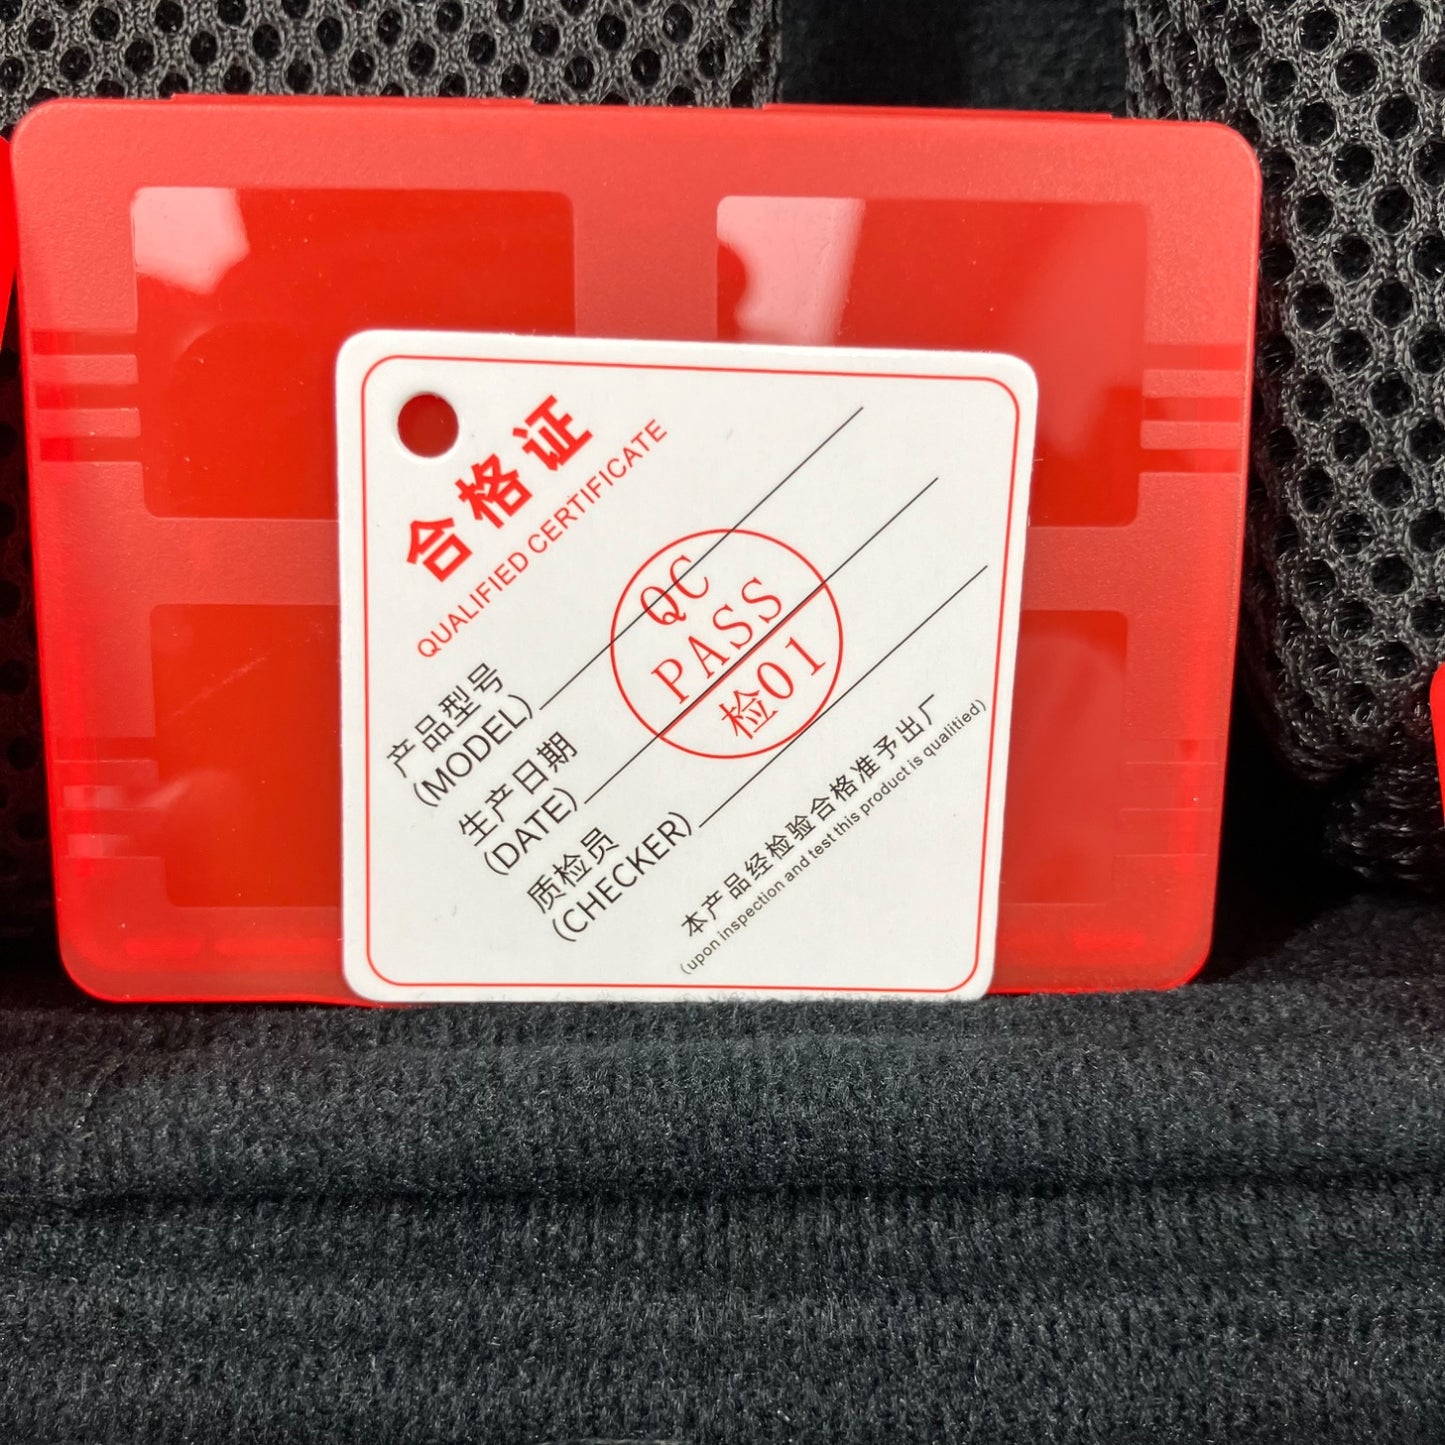 合格证
QUALIFIED CERTIFICATE
产品型号
(MODEL)
生产日期
(DATE)
质检员
(CHECKER)
QC
PASS
检01
本产品经检验合格准予出厂
(upon inspection and test this product is qualitied)